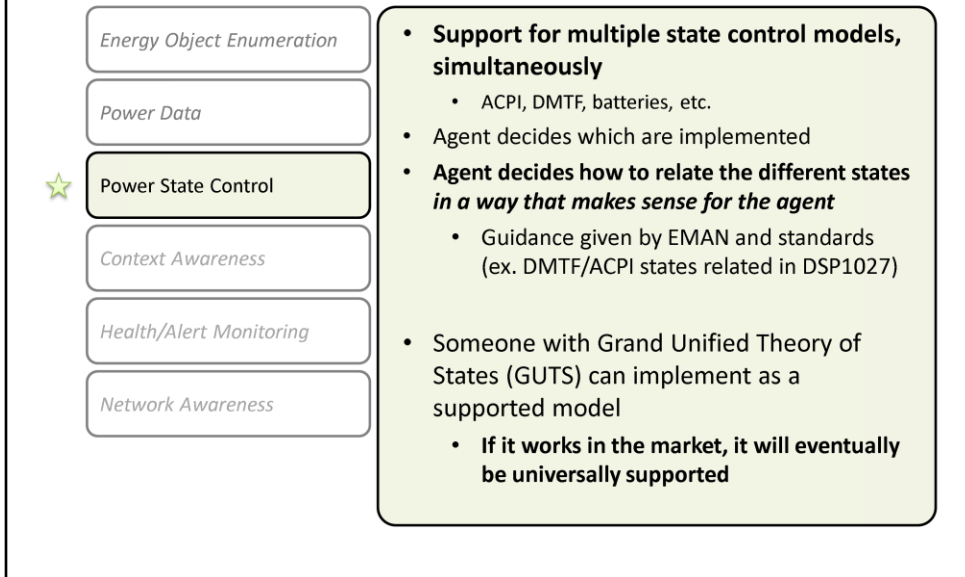 Energy Object Enumeration
Power Data
Power State Control
Context Awareness
Health/Alert Monitoring
Network Awareness
• Support for multiple state control models,
simultaneously
• ACPI, DMTF, batteries, etc.
• Agent decides which are implemented
• Agent decides how to relate the different states
in a way that makes sense for the agent
• Guidance given by EMAN and standards
(ex. DMTF/ACPI states related in DSP1027)
• Someone with Grand Unified Theory of
States (GUTS) can implement as a
supported model
• If it works in the market, it will eventually
be universally supported